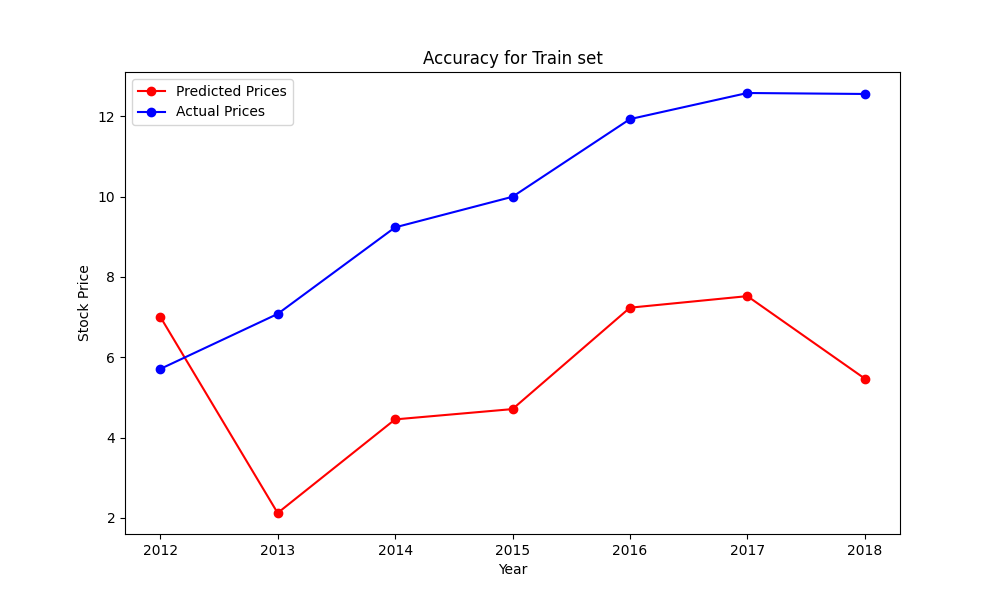 Accuracy for Train set
Predicted Prices
Actual Prices
12
10
8
6
4
2
Stock Price
2012 2013 2014 2015 2016 2017 2018
Year